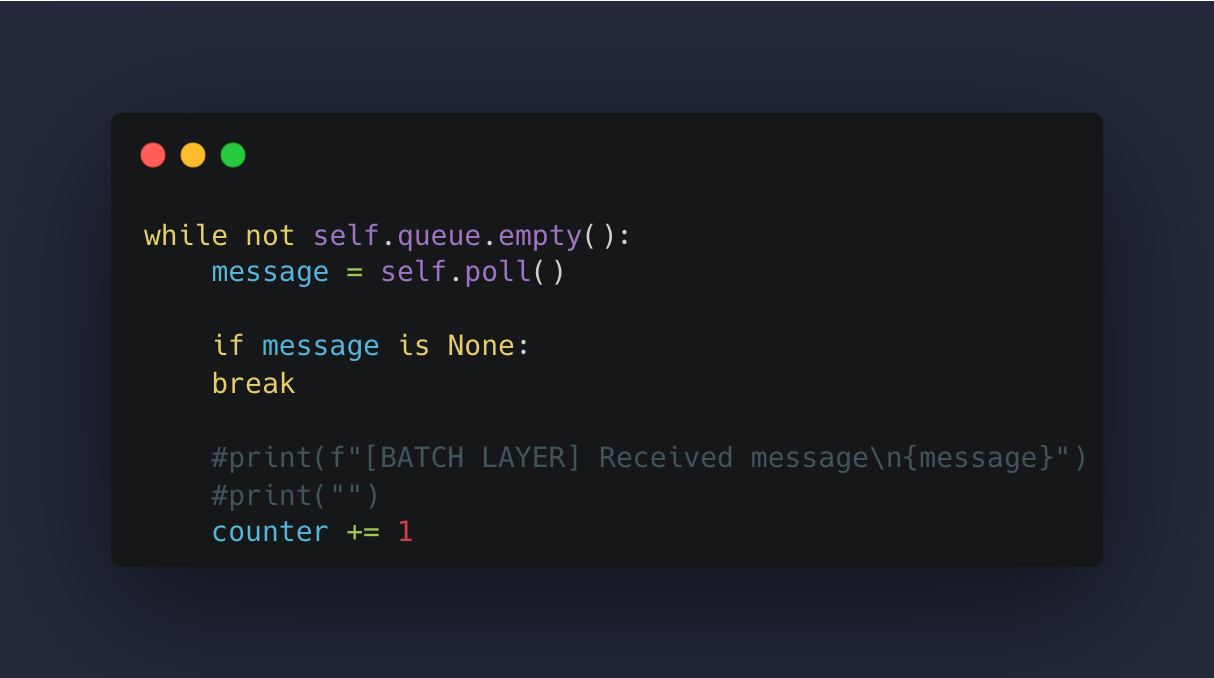 while not self.queue.empty():
    message = self.poll()

    if message is None:
    break

    #print(f"[BATCH LAYER] Received message\n{message}")
    #print("")
    counter += 1